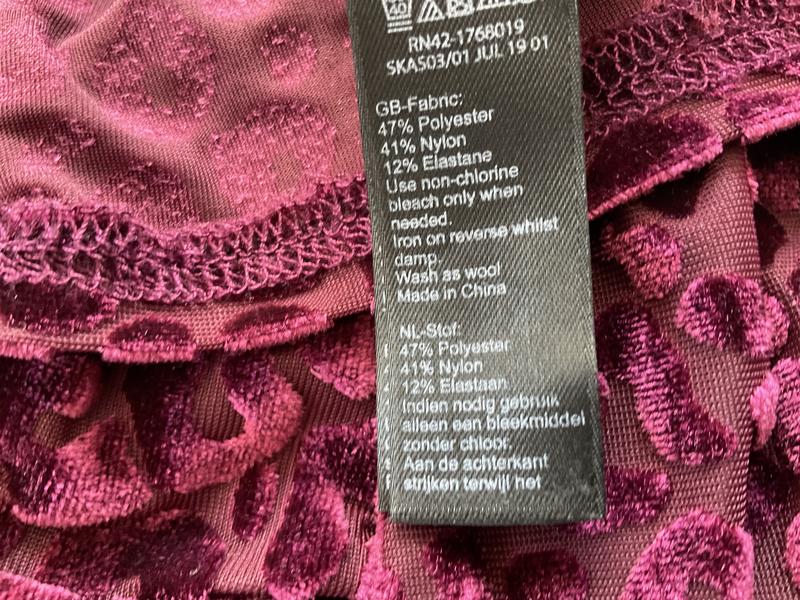 40
RN42-1768019
SKAS03/01 JUL 19 01
GB-Fabric:
47% Polyester
41% Nylon
12% Elastane
Use non-chlorine
bleach only when
needed.
Iron on reverse whilst
damp.
Wash as wool
Made in China
NL-Stof:
47% Polyester
41% Nylon
12% Elastaan
Indien nodig gebruik
alleen een bleekmiddel
zonder chloor.
Aan de achterkant
strijken terwijl het